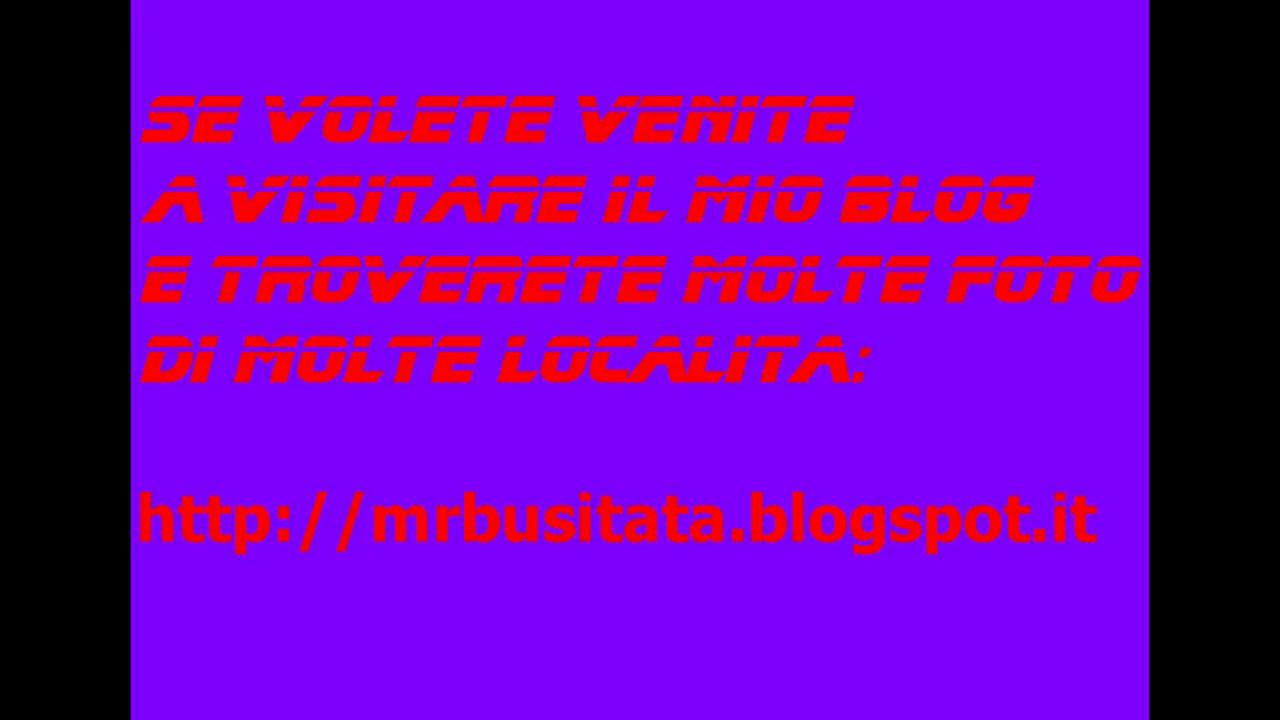 SE VOLETE VENITE
A VISITARE IL MIO BLOG
E TROVERETE MOLTE FOTO
DI MOLTE LOCALITA:
http://mrbusitata.blogspot.it